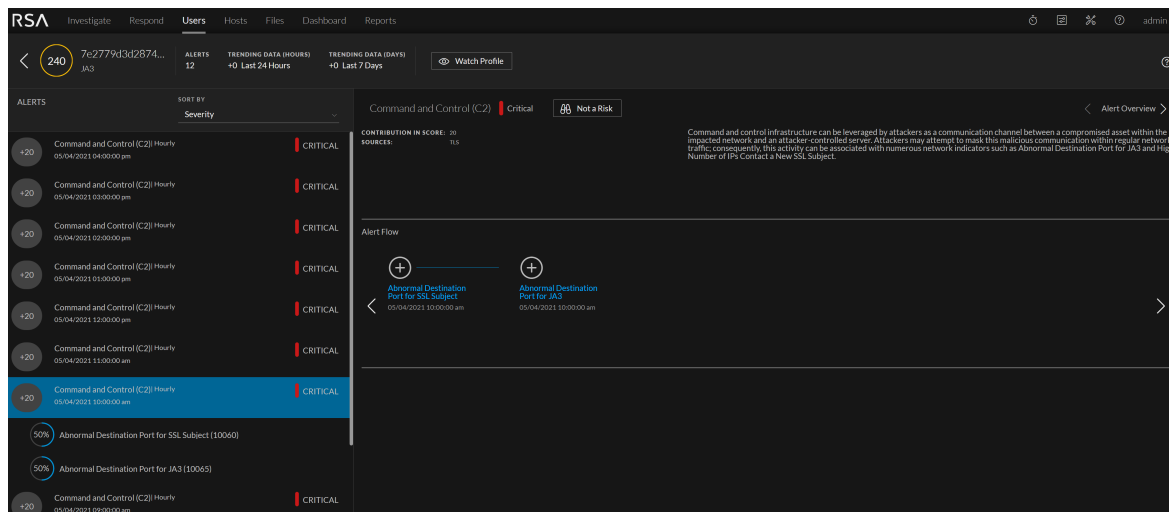 RSA Investigate Respond Users Hosts Files Dashboard Reports admin
240 7e2779d3d2874... JA3
ALERTS 12
TRENDING DATA (HOURS) +0 Last 24 Hours
TRENDING DATA (DAYS) +0 Last 7 Days
Watch Profile
ALERTS
SORT BY
Severity
+20 Command and Control (C2)| Hourly CRITICAL
05/04/2021 04:00:00 pm
+20 Command and Control (C2)| Hourly CRITICAL
05/04/2021 03:00:00 pm
+20 Command and Control (C2)| Hourly CRITICAL
05/04/2021 02:00:00 pm
+20 Command and Control (C2)| Hourly CRITICAL
05/04/2021 01:00:00 pm
+20 Command and Control (C2)| Hourly CRITICAL
05/04/2021 12:00:00 pm
+20 Command and Control (C2)| Hourly CRITICAL
05/04/2021 11:00:00 am
+20 Command and Control (C2)| Hourly CRITICAL
05/04/2021 10:00:00 am
50% Abnormal Destination Port for SSL Subject (10060)
50% Abnormal Destination Port for JA3 (10065)
+20 Command and Control (C2)| Hourly CRITICAL
05/04/2021 09:00:00 am
Command and Control (C2) Critical Not a Risk Alert Overview
CONTRIBUTION IN SCORE: 20
SOURCES: TLS
Command and control infrastructure can be leveraged by attackers as a communication channel between a compromised asset within the
impacted network and an attacker-controlled server. Attackers may attempt to mask this malicious communication within regular network
traffic; consequently, this activity can be associated with numerous network indicators such as Abnormal Destination Port for JA3 and Hig
Number of IPs Contact a New SSL Subject.
Alert Flow
Abnormal Destination
Port for SSL Subject
05/04/2021 10:00:00 am
Abnormal Destination
Port for JA3
05/04/2021 10:00:00 am